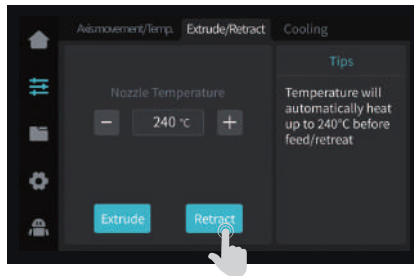 Axis movement/Temp. Extrude/Retract Cooling
Tips
Nozzle Temperature
Temperature will
automatically heat
up to 240°C before
feed/retreat
− 240 °C +
Extrude Retract